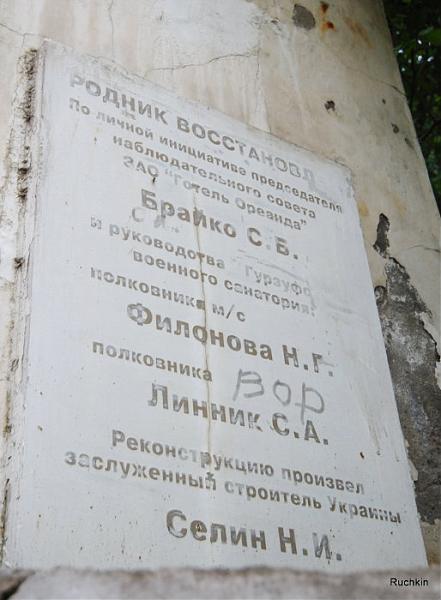 РОДНИК ВОССТАНОВЛ
По личной инициативе председателя
наблюдательного совета
ЗАО "Готель Ореанда"
Брайко С.Б.
и руководства Гурзуф
военного санатория:
полковника м/с
Филонова Н.Г.
полковника
вор
Линник С.А.
Реконструкцию произвел
заслуженный строитель Украины
Селин Н.И.
Ruchkin